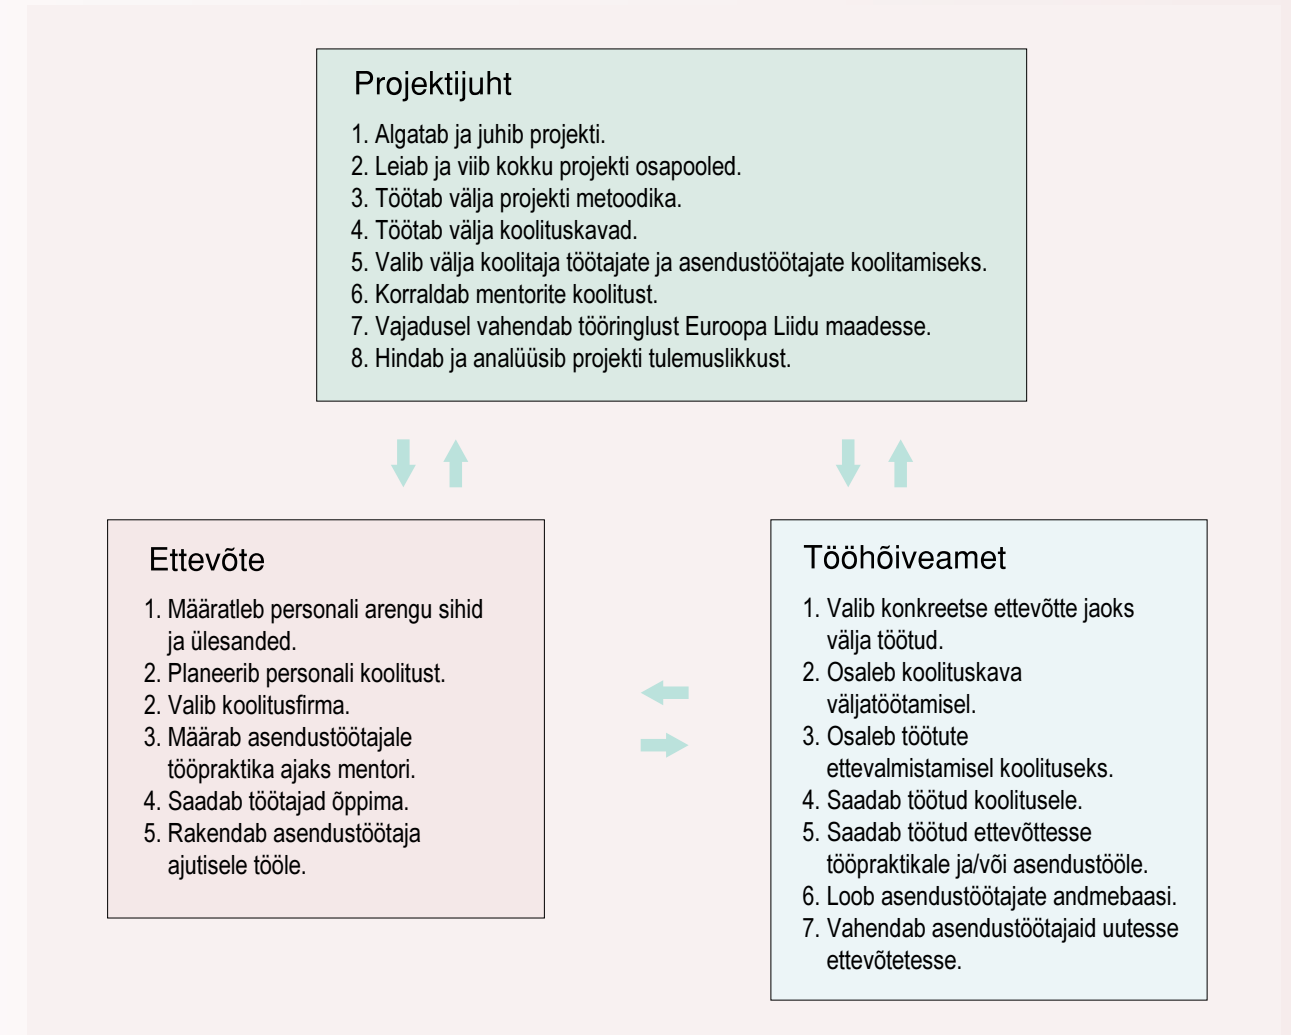 Projektijuht
1. Algatab ja juhib projekti.
2. Leiab ja viib kokku projekti osapooled.
3. Töötab välja projekti metoodika.
4. Töötab välja koolituskavad.
5. Valib välja koolitaja töötajate ja asendustöötajate koolitamiseks.
6. Korraldab mentorite koolitust.
7. Vajadusel vahendab tööringlust Euroopa Liidu maadesse.
8. Hindab ja analüüsib projekti tulemuslikkust.
Ettevõte
1. Määratleb personali arengu sihid
ja ülesanded.
2. Planeerib personali koolitust.
2. Valib koolitusfirma.
3. Määrab asendustöötajale
tööpraktika ajaks mentori.
4. Saadab töötajad õppima.
5. Rakendab asendustöötaja
ajutisele tööle.
Tööhõiveamet
1. Valib konkreetse ettevõtte jaoks
välja töötud.
2. Osaleb koolituskava
väljatöötamisel.
3. Osaleb töötute
ettevalmistamisel koolituseks.
4. Saadab töötud koolitusele.
5. Saadab töötud ettevõttesse
tööpraktikale ja/või asendustööle.
6. Loob asendustöötajate andmebaasi.
7. Vahendab asendustöötajaid uutesse
ettevõtetesse.